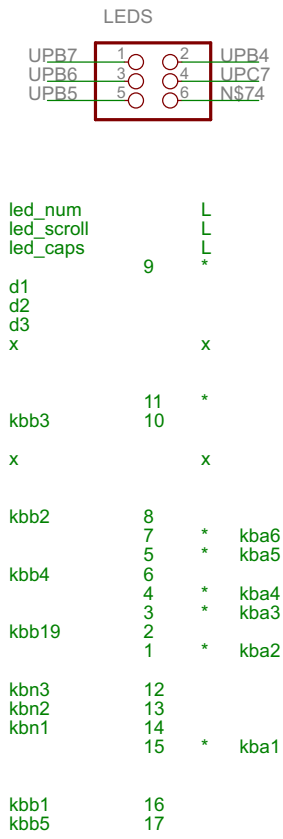 LEDS
UPB7 1 2 UPB4
UPB6 3 4 UPC7
UPB5 5 6 N$74
led_num L
led_scroll L
led_caps L
9 *
d1
d2
d3
x x
11 *
kbb3 10
x x
kbb2 8
7 * kba6
5 * kba5
kbb4 6
4 * kba4
3 * kba3
kbb19 2
1 * kba2
kbn3 12
kbn2 13
kbn1 14
15 * kba1
kbb1 16
kbb5 17